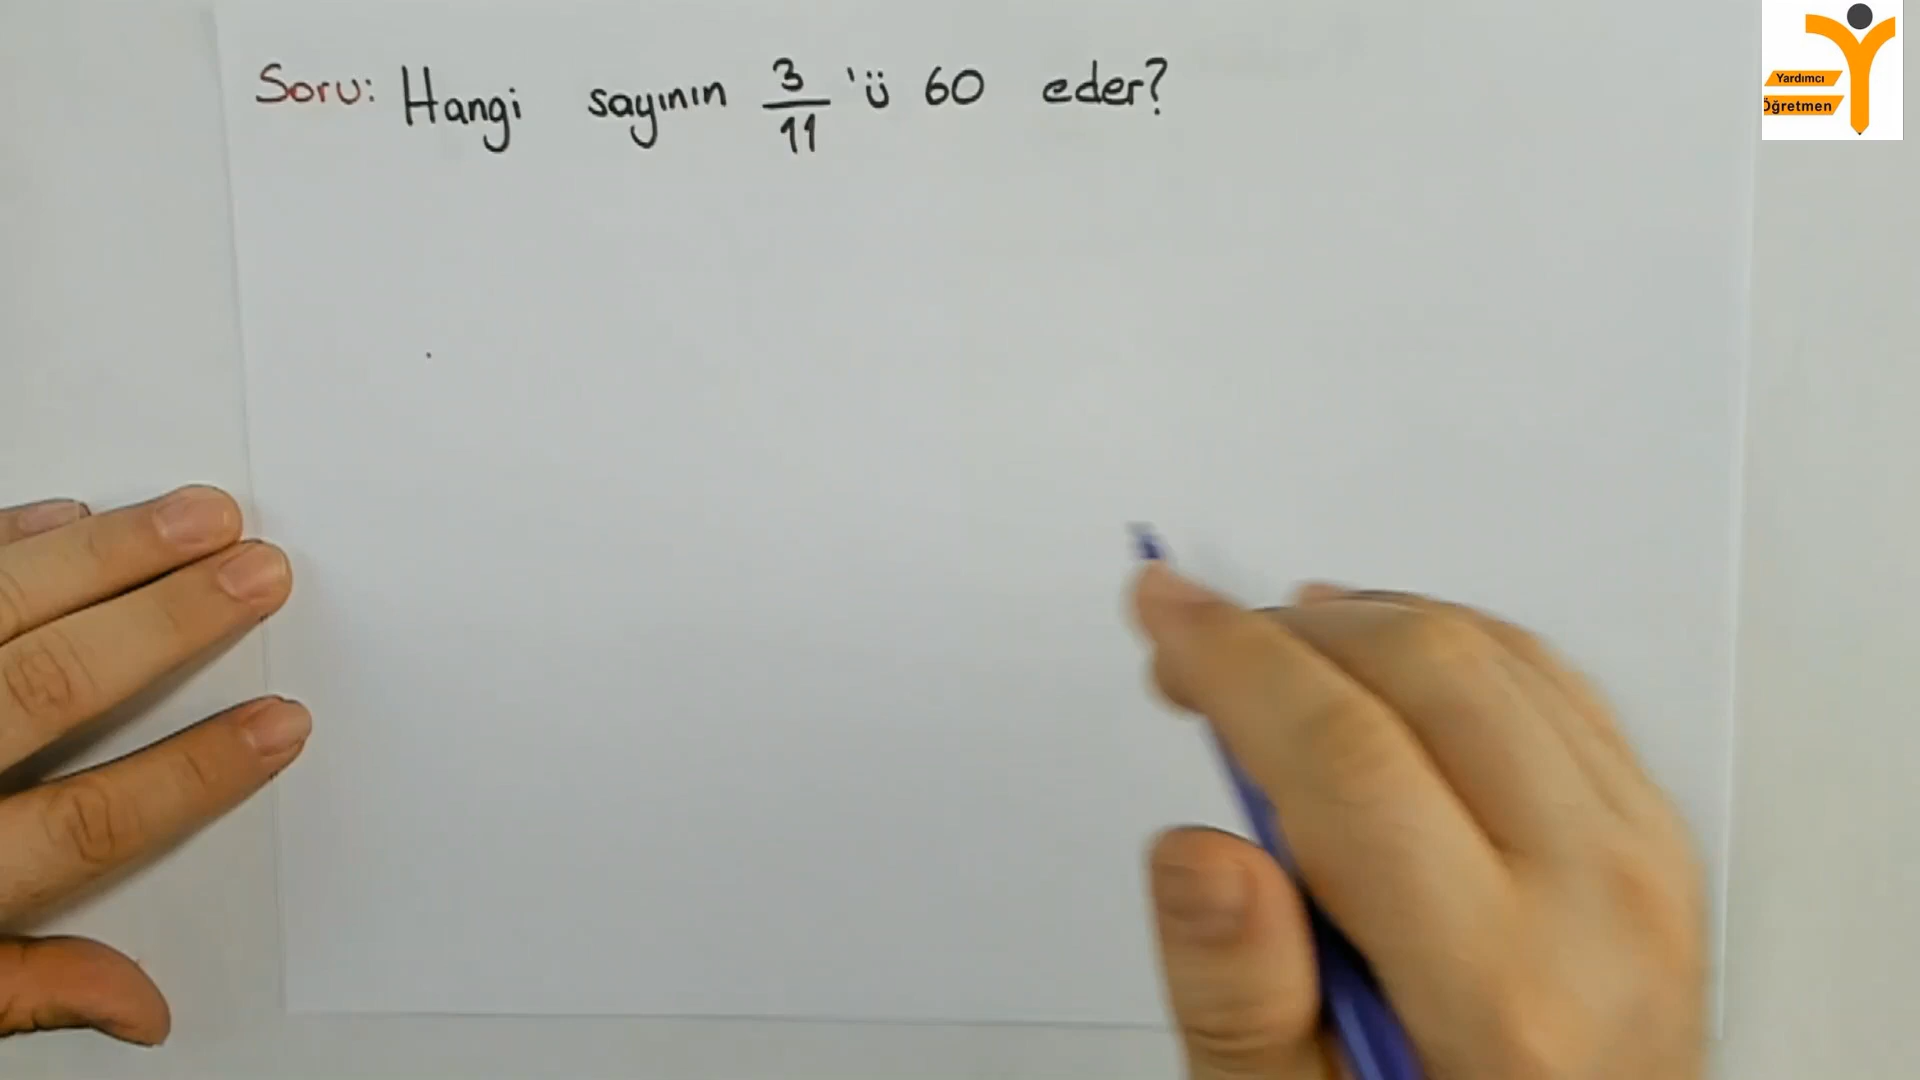 Soru: Hangi sayının 3/11 'ü 60 eder?
Yardımcı
Öğretmen